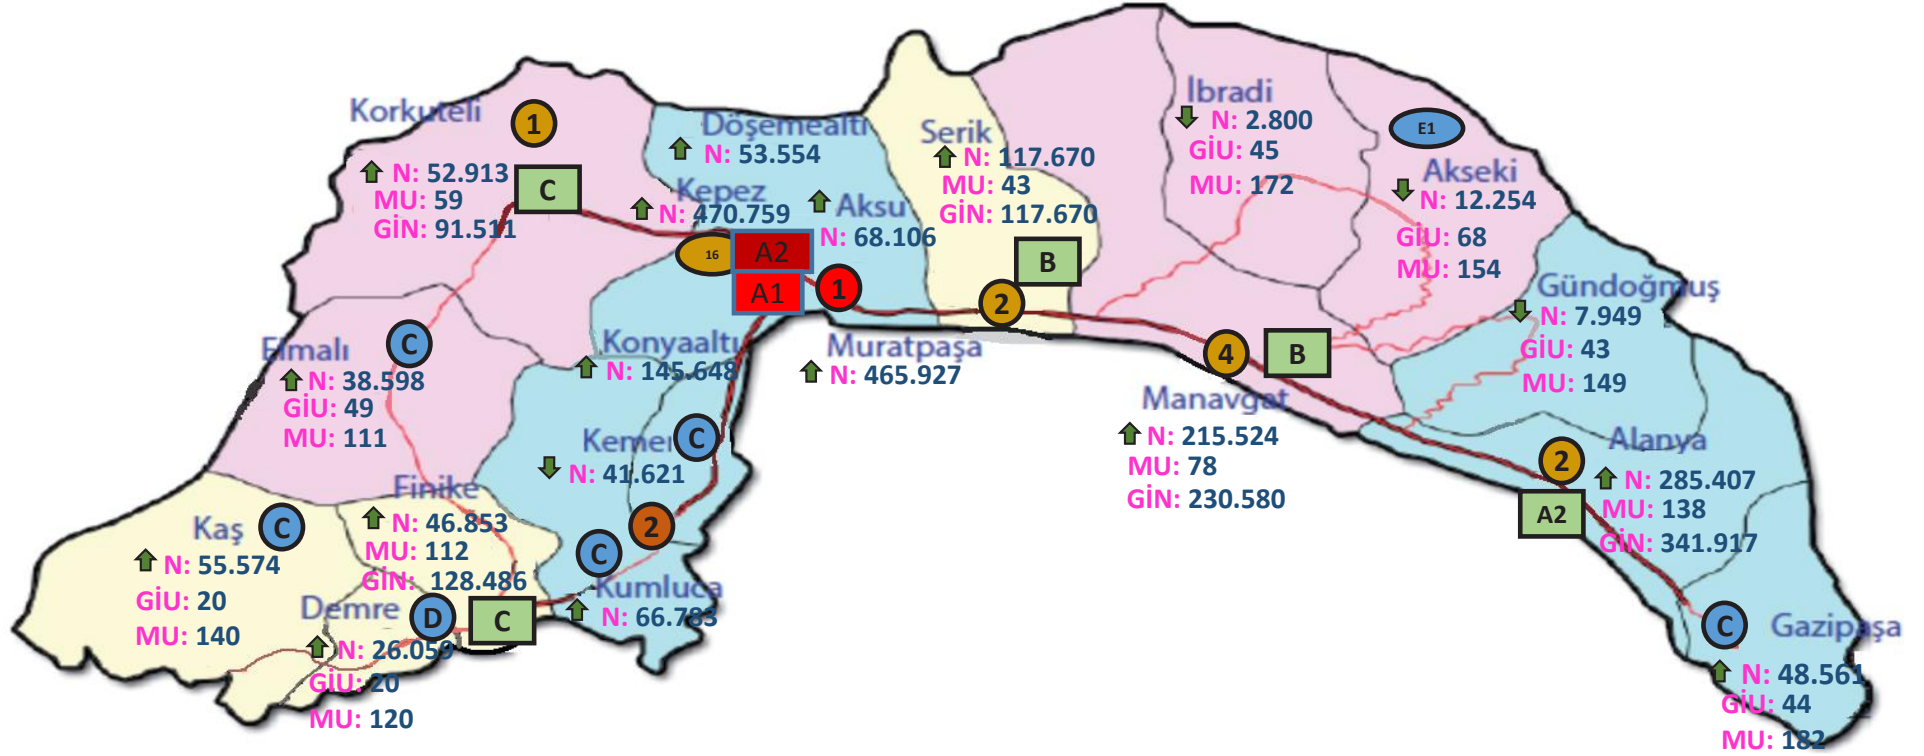 Korkuteli
1
N: 52.913
MU: 59
GİN: 91.511
C
Döşemealtı
N: 53.554
Kepez
N: 470.759
Aksu
N: 68.106
16
A2
A1
1
Serik
N: 117.670
MU: 43
GİN: 117.670
B
2
İbradi
N: 2.800
GİU: 45
MU: 172
E1
Akseki
N: 12.254
GİU: 68
MU: 154
Gündoğmuş
N: 7.949
GİU: 43
MU: 149
Elmalı
C
N: 38.598
GİU: 49
MU: 111
Konyaaltı
N: 145.648
Muratpaşa
N: 465.927
4
B
Manavgat
N: 215.524
MU: 78
GİN: 230.580
Kemer
C
N: 41.621
2
Alanya
2
N: 285.407
MU: 138
GİN: 341.917
A2
Finike
N: 46.853
MU: 112
GİN: 128.486
Kaş
C
N: 55.574
GİU: 20
MU: 140
C
Kumluca
N: 66.783
Demre
D
C
N: 26.059
GİU: 20
MU: 120
C
Gazipaşa
N: 48.561
GİU: 44
MU: 182